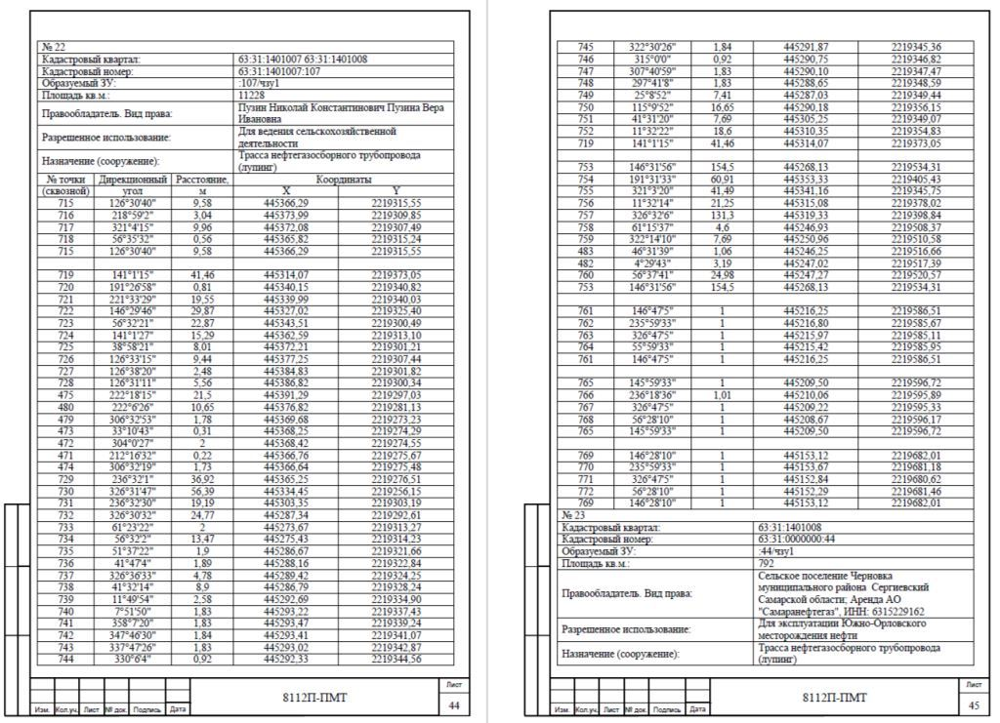 № 22
Кадастровый квартал: 63:31:1401007 63:31:1401008
Кадастровый номер: 63:31:1401007:107
Образуемый ЗУ: :107/чзу1
Площадь кв.м.: 11228
Правообладатель. Вид права: Пузин Николай Константинович Пузина Вера
Ивановна
Разрешенное использование: Для ведения сельскохозяйственной
деятельности
Назначение (сооружение): Трасса нефтегазосборного трубопровода
(лупинг)
№ точки Дирекционный Расстояние, Координаты
(сквозной) угол м X Y
715 126°30'40" 9,58 445366,29 2219315,55
716 218°59'2" 3,04 445373,99 2219309,85
717 321°4'15" 9,96 445372,08 2219307,49
718 56°35'32" 0,56 445365,82 2219315,24
715 126°30'40" 9,58 445366,29 2219315,55
719 141°1'15" 41,46 445314,07 2219373,05
720 191°26'58" 0,81 445340,15 2219340,82
721 221°33'29" 19,55 445339,99 2219340,03
722 146°29'46" 29,87 445327,02 2219325,40
723 56°32'21" 22,87 445343,51 2219300,49
724 141°1'27" 15,29 445362,59 2219313,10
725 38°58'21" 8,01 445372,21 2219301,21
726 126°33'15" 9,44 445377,25 2219307,44
727 126°38'20" 2,48 445384,83 2219301,82
728 126°31'11" 5,56 445386,82 2219300,34
475 222°18'15" 21,5 445391,29 2219297,03
480 222°6'26" 10,65 445376,82 2219281,13
479 306°32'53" 1,78 445369,68 2219273,23
473 33°10'43" 0,31 445368,25 2219274,29
472 304°0'27" 2 445368,42 2219274,55
471 212°16'32" 0,22 445366,76 2219275,67
474 306°32'19" 1,73 445366,64 2219275,48
729 236°32'1" 36,92 445365,25 2219276,51
730 326°31'47" 56,39 445334,45 2219256,15
731 236°32'30" 19,19 445303,35 2219303,19
732 326°30'32" 24,77 445287,34 2219292,61
733 61°23'22" 2 445273,67 2219313,27
734 56°32'2" 13,47 445275,43 2219314,23
735 51°37'22" 1,9 445286,67 2219321,66
736 41°47'4" 1,89 445288,16 2219322,84
737 326°36'33" 4,78 445289,42 2219324,25
738 41°32'14" 8,9 445286,79 2219328,24
739 11°49'54" 2,58 445292,69 2219334,90
740 7°51'50" 1,83 445293,22 2219337,43
741 358°7'20" 1,83 445293,47 2219339,24
742 347°46'30" 1,84 445293,41 2219341,07
743 337°47'26" 1,83 445293,02 2219342,87
744 330°6'4" 0,92 445292,33 2219344,56
Изм. Кол.уч. Лист № док. Подпись Дата
8112П-ПМТ
Лист
44
745 322°30'26" 1,84 445291,87 2219345,36
746 315°0'0" 0,92 445290,75 2219346,82
747 307°40'59" 1,83 445290,10 2219347,47
748 297°41'8" 1,83 445288,65 2219348,59
749 25°8'52" 7,41 445287,03 2219349,44
750 115°9'52" 16,65 445290,18 2219356,15
751 41°31'20" 7,69 445305,25 2219349,07
752 11°32'22" 18,6 445310,35 2219354,83
719 141°1'15" 41,46 445314,07 2219373,05
753 146°31'56" 154,5 445268,13 2219534,31
754 191°31'33" 60,91 445353,33 2219405,43
755 321°3'20" 41,49 445341,16 2219345,75
756 11°32'14" 21,25 445315,08 2219378,02
757 326°32'6" 131,3 445319,33 2219398,84
758 61°15'37" 4,6 445246,93 2219508,37
759 322°14'10" 7,69 445250,96 2219510,58
483 46°31'39" 1,06 445246,25 2219516,66
482 4°29'43" 3,19 445247,02 2219517,39
760 56°37'41" 24,98 445247,27 2219520,57
753 146°31'56" 154,5 445268,13 2219534,31
761 146°47'5" 1 445216,25 2219586,51
762 235°59'33" 1 445216,80 2219585,67
763 326°47'5" 1 445215,97 2219585,11
764 55°59'33" 1 445215,42 2219585,95
761 146°47'5" 1 445216,25 2219586,51
765 145°59'33" 1 445209,50 2219596,72
766 236°18'36" 1,01 445210,06 2219595,89
767 326°47'5" 1 445209,22 2219595,33
768 56°28'10" 1 445208,67 2219596,17
765 145°59'33" 1 445209,50 2219596,72
769 146°28'10" 1 445153,12 2219682,01
770 235°59'33" 1 445153,67 2219681,18
771 326°47'5" 1 445152,84 2219680,62
772 56°28'10" 1 445152,29 2219681,46
769 146°28'10" 1 445153,12 2219682,01
№ 23
Кадастровый квартал: 63:31:1401008
Кадастровый номер: 63:31:0000000:44
Образуемый ЗУ: :44/чзу1
Площадь кв.м.: 792
Правообладатель. Вид права: Сельское поселение Черновка
муниципального района Сергиевский
Самарской области; Аренда АО
"Самаранефтегаз", ИНН: 6315229162
Разрешенное использование: Для эксплуатации Южно-Орловского
месторождения нефти
Назначение (сооружение): Трасса нефтегазосборного трубопровода
(лупинг)
Изм. Кол.уч. Лист № док. Подпись Дата
8112П-ПМТ
Лист
45